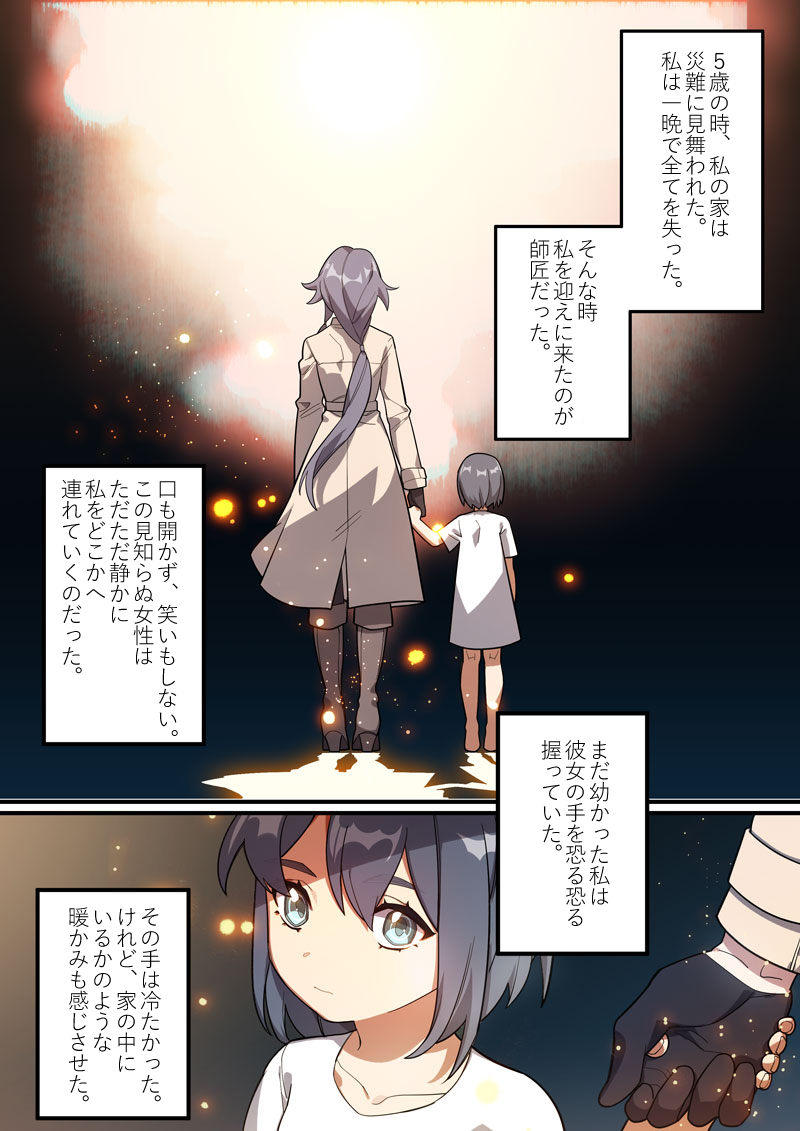 5歳の時、私の家は
災難に見舞われた。
私は一晩で全てを失った。
そんな時
私を迎えに来たのが
師匠だった。
口も開かず、笑いもしない。
この見知らぬ女性は
ただただ静かに
私をどこかへ
連れていくのだった。
まだ幼かった私は
彼女の手を恐る恐る
握っていた。
その手は冷たかった。
けれど、家の中に
いるかのような
暖かみも感じさせた。